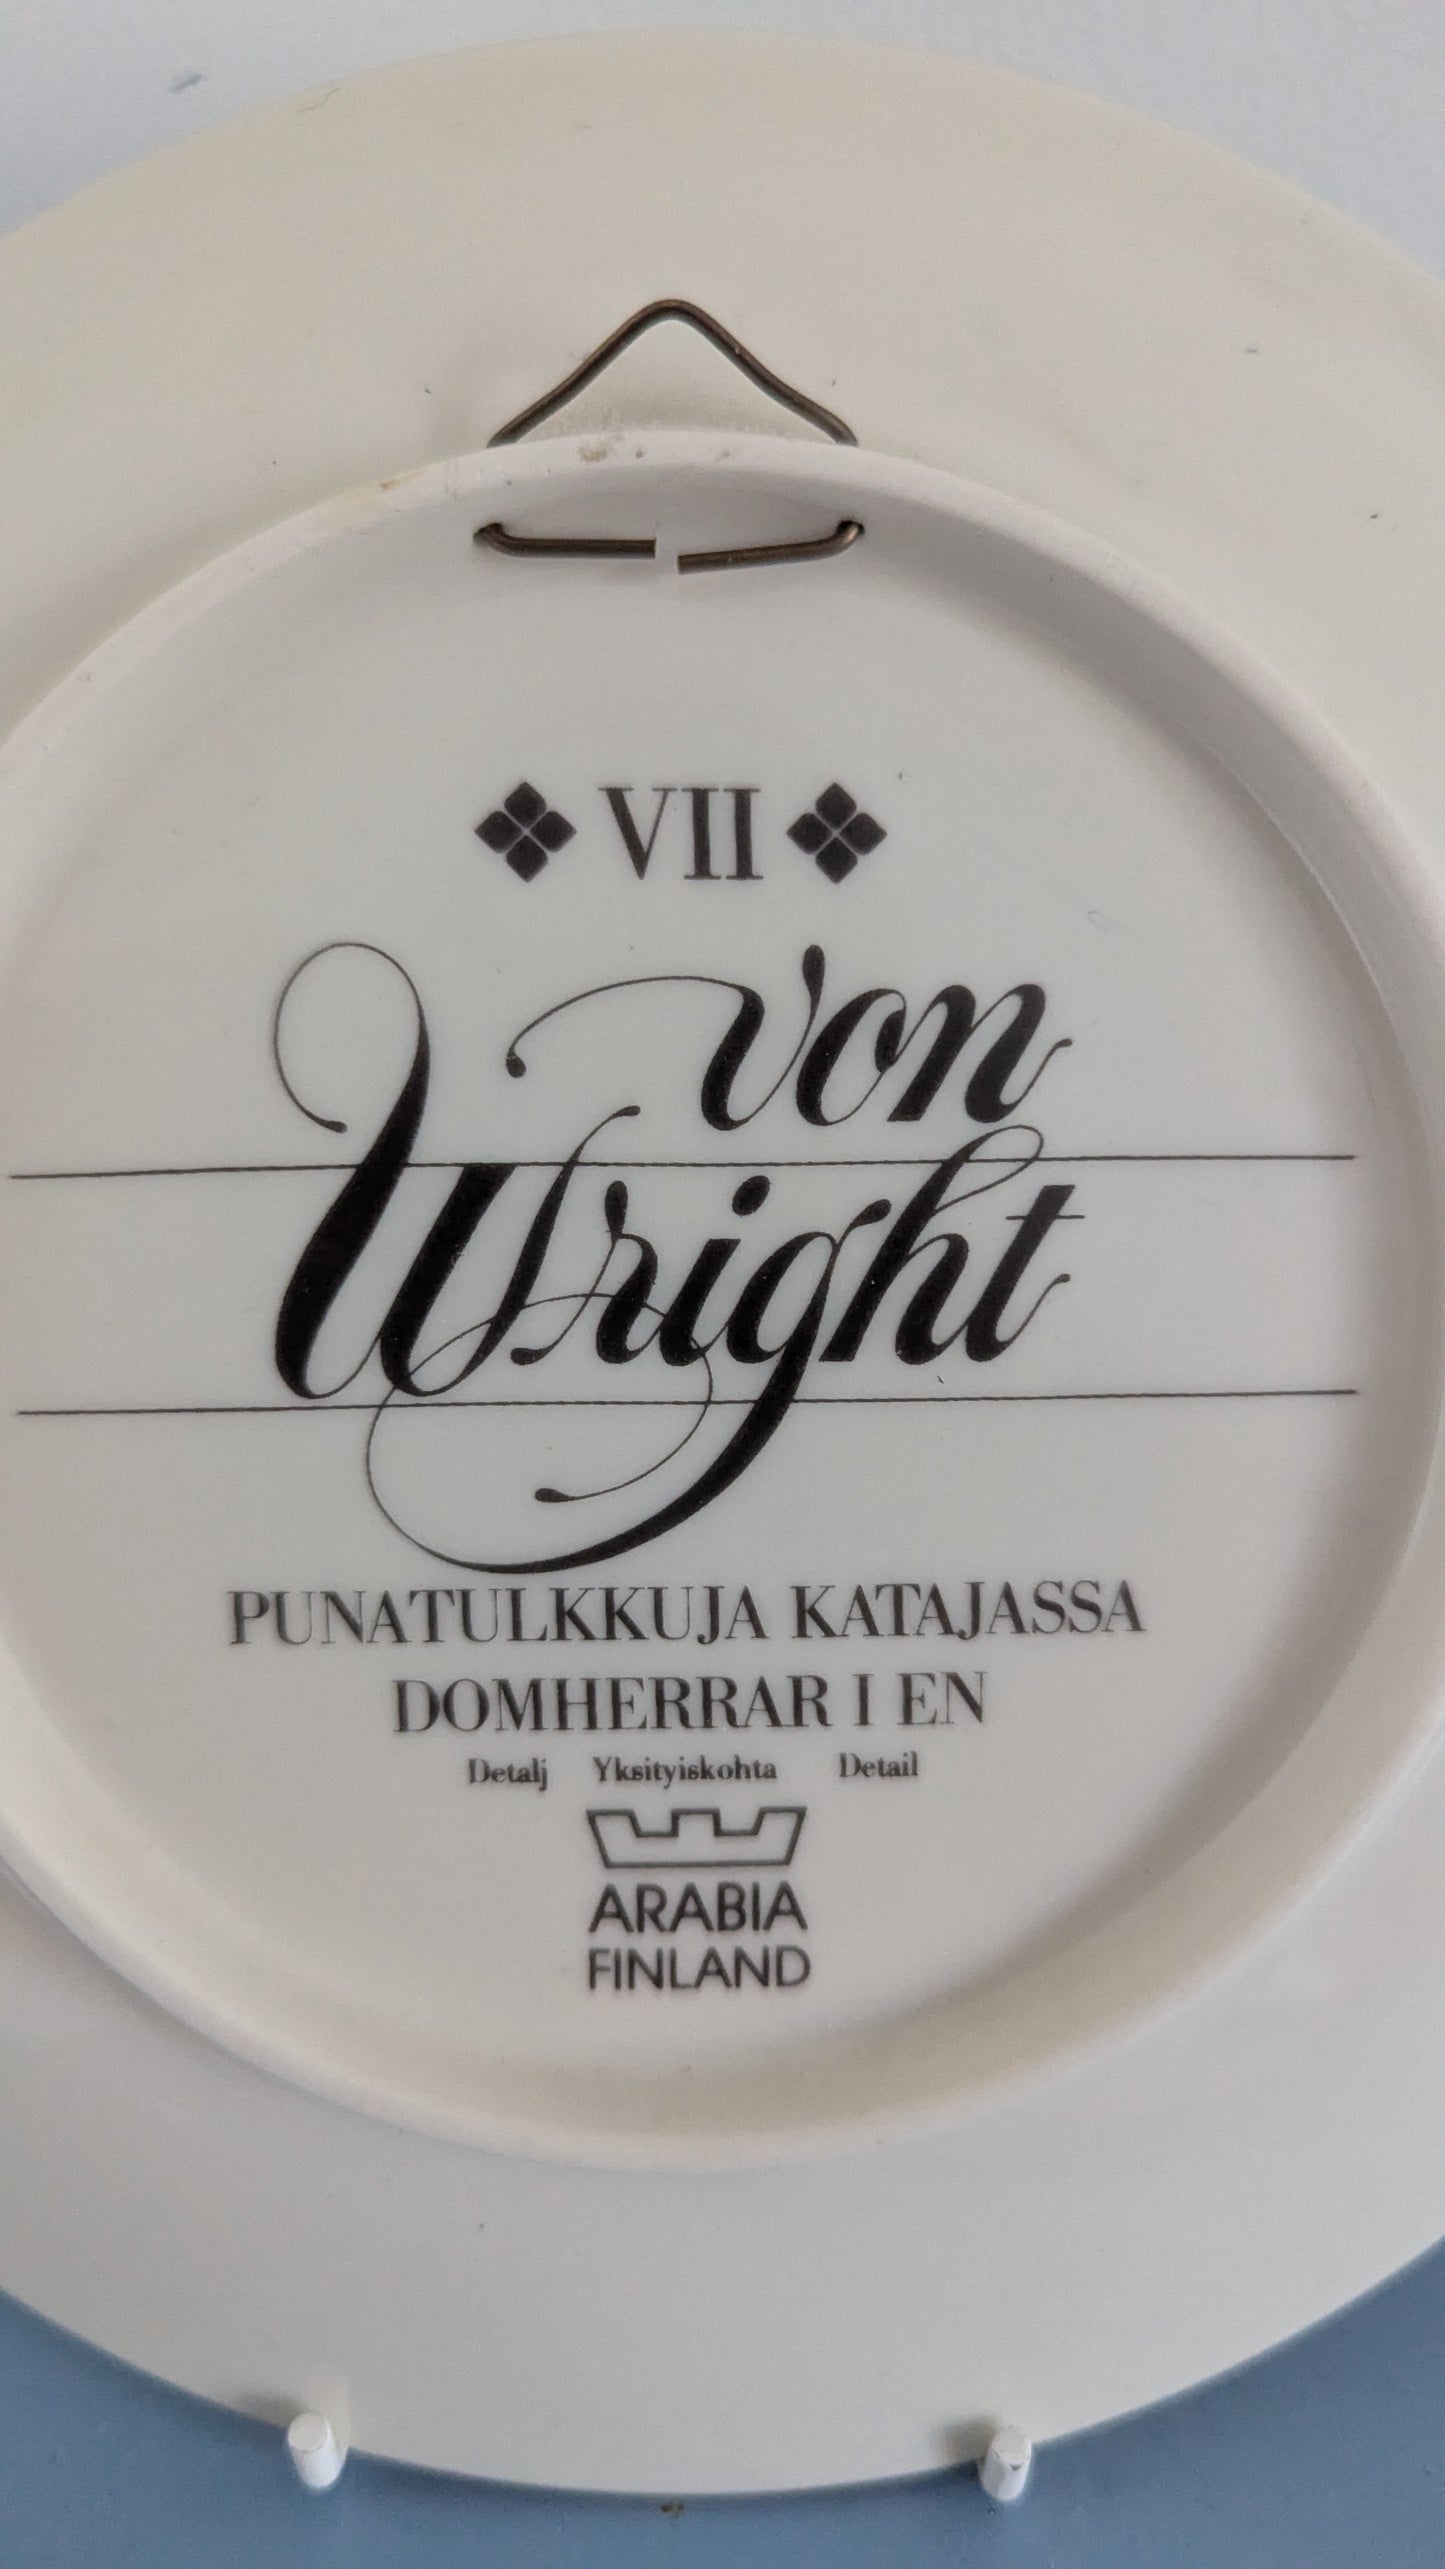 VII
von
Wright
PUNATULKKUJA KATAJASSA
DOMHERRAR I EN
Detalj Yksityiskohta Detail
ARABIA
FINLAND